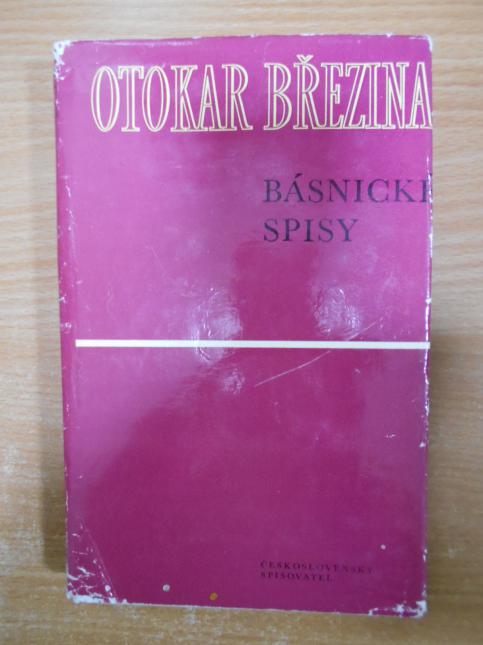 OTOKAR BŘEZINA
BÁSNICKÉ
SPISY
ČESKOSLOVENSKÝ
SPISOVATEL